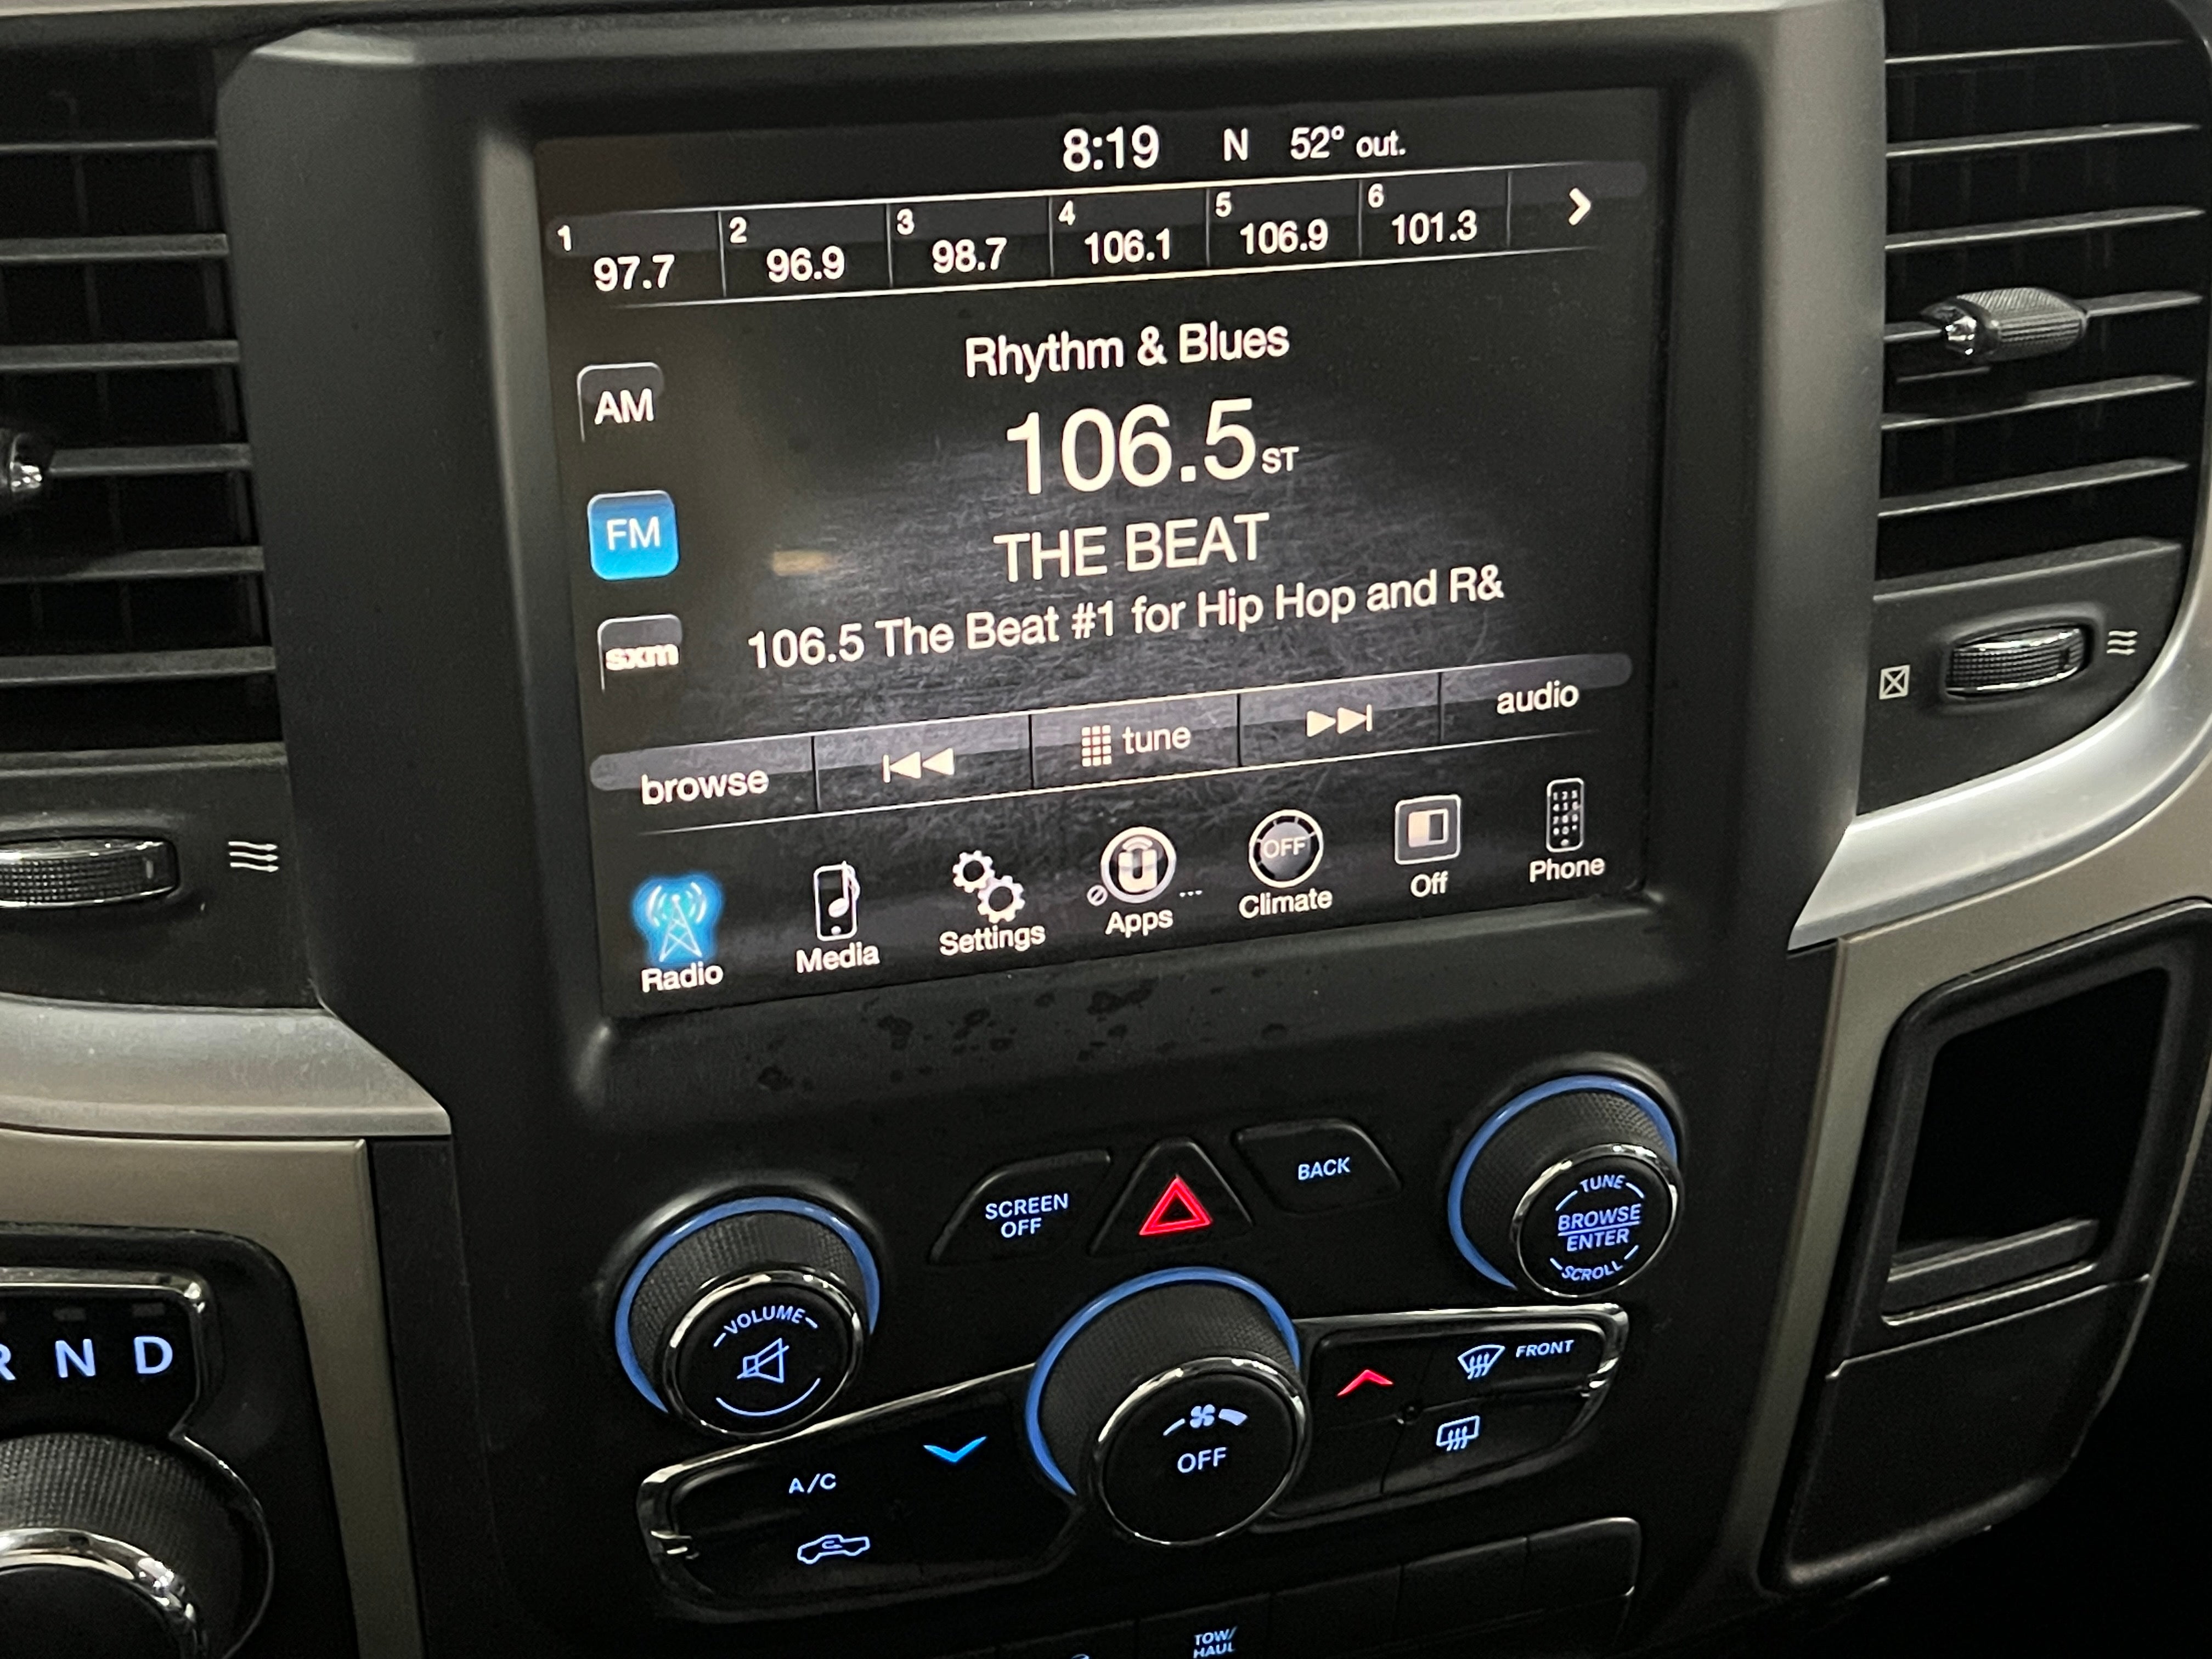 8:19 N 52° out.
1 97.7 2 96.9 3 98.7 4 106.1 5 106.9 6 101.3
Rhythm & Blues
AM
106.5 ST
FM
THE BEAT
106.5 The Beat #1 for Hip Hop and R&
sxm
browse tune audio
Radio Media Settings Apps ... OFF Climate Off Phone
SCREEN
OFF
BACK
TUNE
BROWSE
ENTER
SCROLL
VOLUME
R N D
FRONT
OFF
A/C
TOW/
HAUL